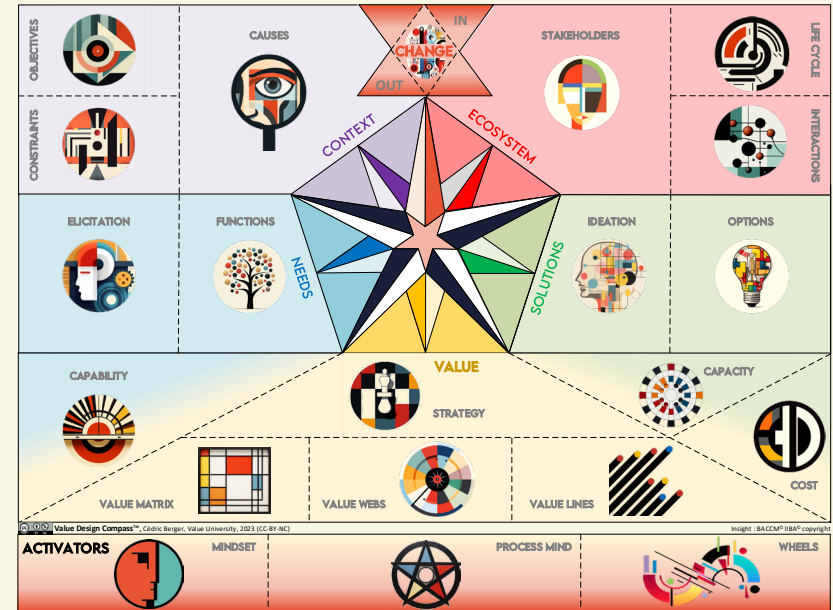 OBJECTIVES
CAUSES
IN
CHANGE
OUT
STAKEHOLDERS
LIFE CYCLE
CONSTRAINTS
CONTEXT
ECOSYSTEM
INTERACTIONS
ELICITATION
FUNCTIONS
NEEDS
SOLUTIONS
IDEATION
OPTIONS
CAPABILITY
VALUE
STRATEGY
CAPACITY
COST
VALUE MATRIX
VALUE WEBS
VALUE LINES
Value Design Compass™, Cédric Berger, Value University, 2023 (CC-BY-NC)
Insight : BACCM© IIBA© copyright
ACTIVATORS
MINDSET
PROCESS MIND
WHEELS